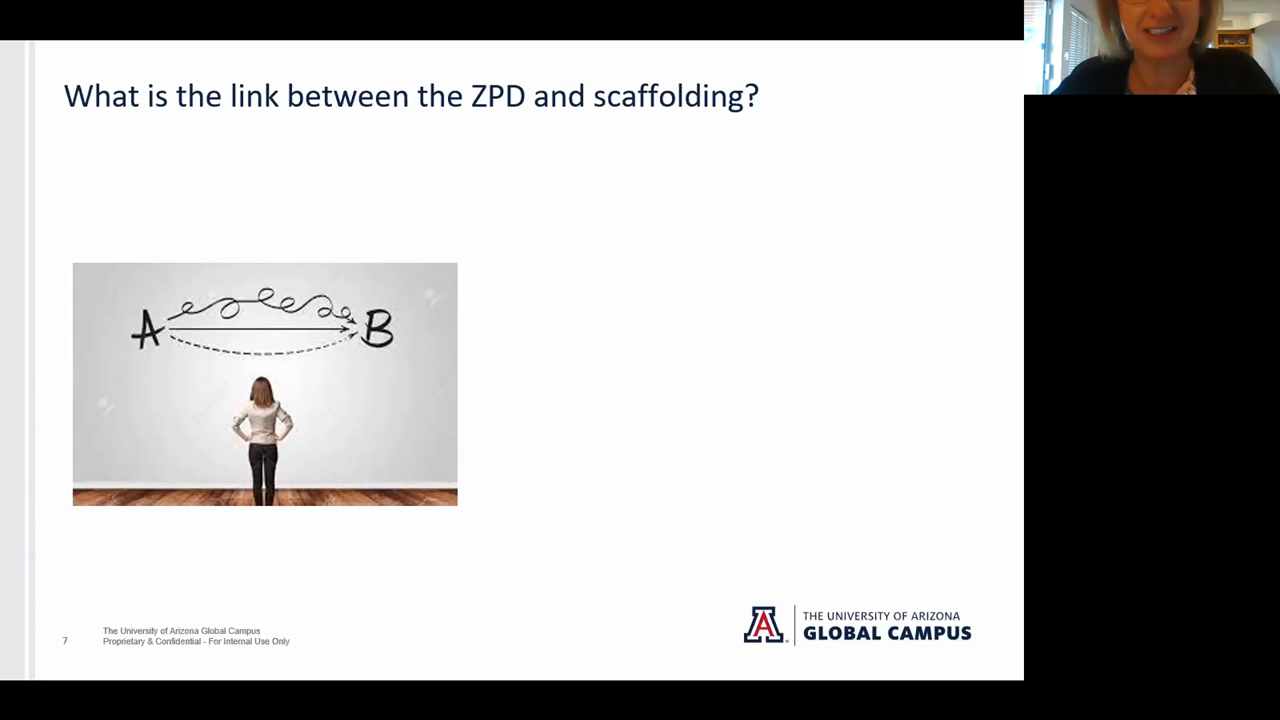 What is the link between the ZPD and scaffolding?
A B
7
The University of Arizona Global Campus
Proprietary & Confidential - For Internal Use Only
A
THE UNIVERSITY OF ARIZONA
GLOBAL CAMPUS